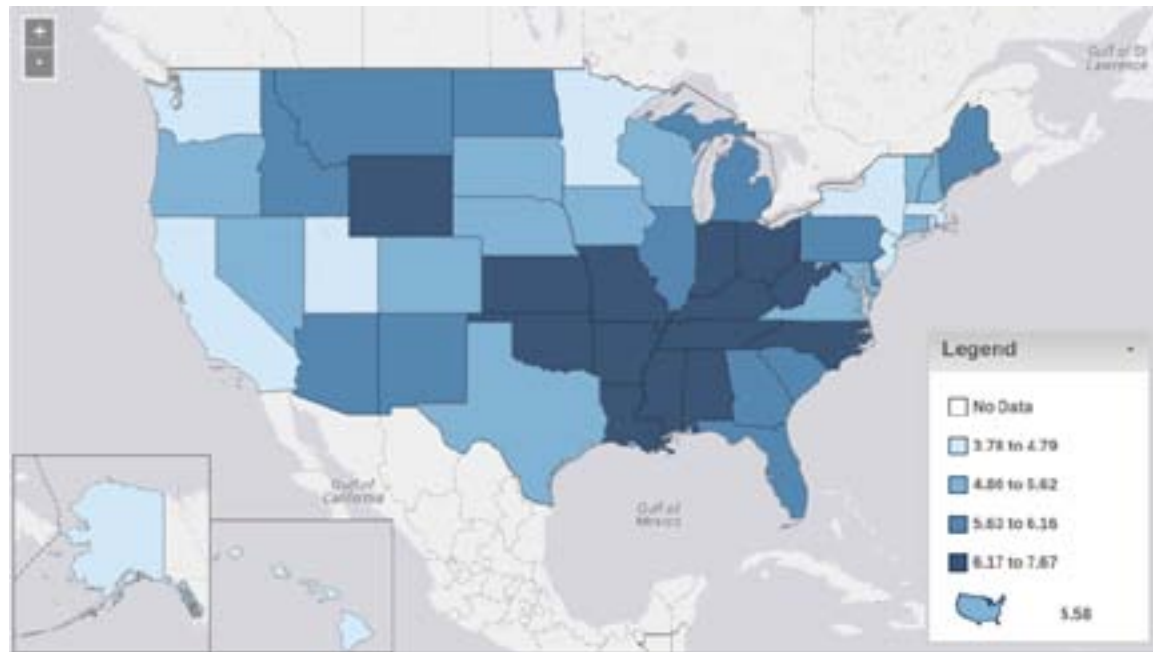 +
-
Gulf of St
Lawrence
Legend
No Data
3.78 to 4.79
4.86 to 5.62
5.63 to 6.16
6.17 to 7.67
5.58
Gulf of
California
Gulf of
Mexico